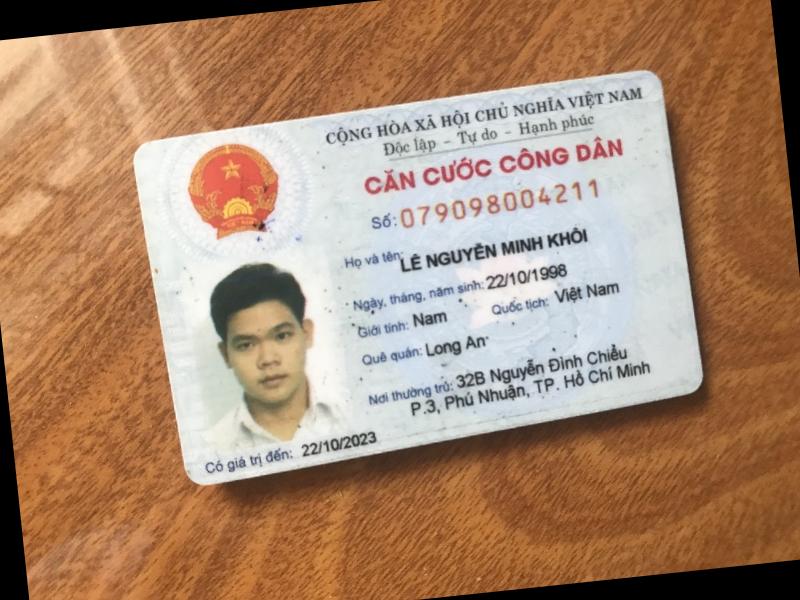 CỘNG HÒA XÃ HỘI CHỦ NGHĨA VIỆT NAM
Độc lập - Tự do - Hạnh phúc
CĂN CƯỚC CÔNG DÂN
Số: 079098004211
Họ và tên: LÊ NGUYỄN MINH KHÔI
Ngày, tháng, năm sinh: 22/10/1998
Giới tính: Nam Quốc tịch: Việt Nam
Quê quán: Long An
Nơi thường trú: 32B Nguyễn Đình Chiểu
P.3, Phú Nhuận, TP. Hồ Chí Minh
Có giá trị đến: 22/10/2023